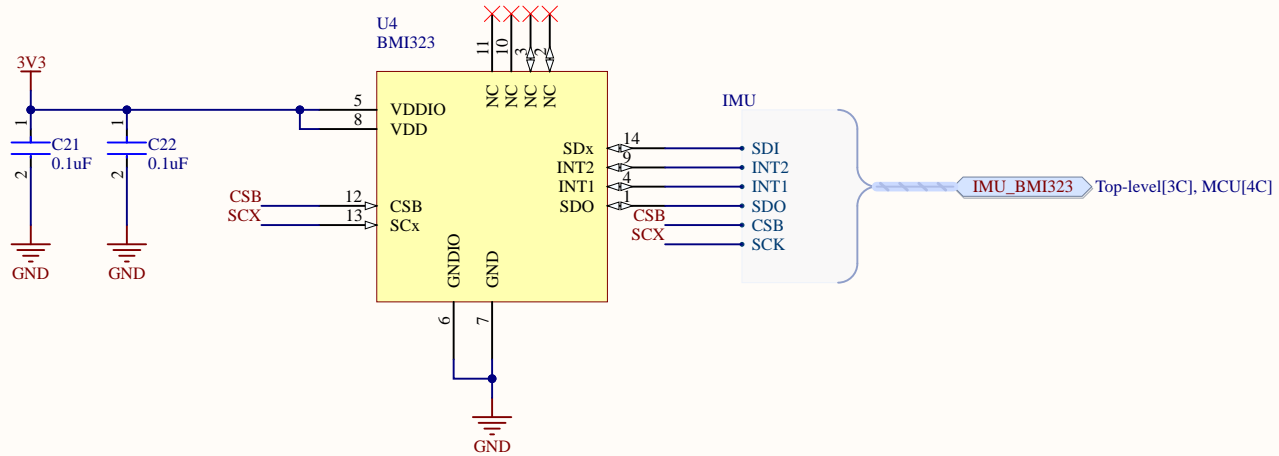 U4
BMI323
11
10
3
2
NC
NC
NC
NC
3V3
5
VDDIO
8
VDD
1
C21
0.1uF
2
1
C22
0.1uF
2
GND
GND
CSB
12
CSB
SCX
13
SCx
SDx
14
INT2
9
INT1
4
SDO
1
GNDIO
GND
6
7
GND
IMU
SDI
INT2
INT1
SDO
CSB
CSB
SCX
SCK
IMU_BMI323
Top-level[3C], MCU[4C]